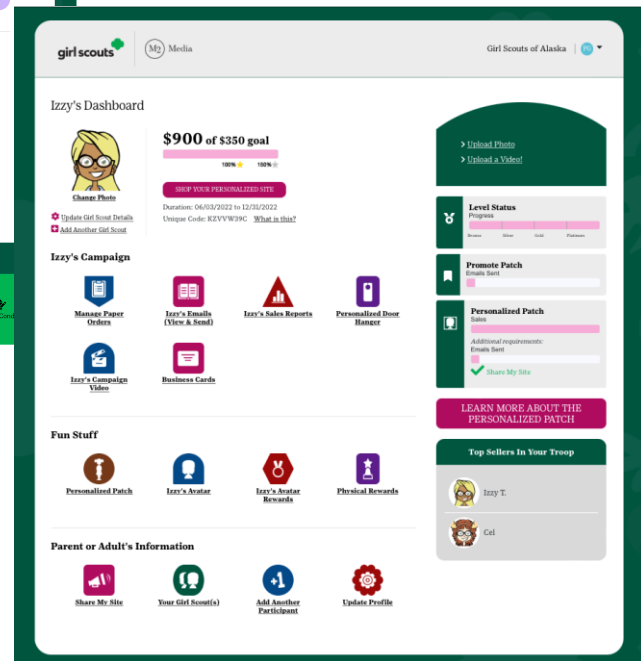 girl scouts
M2 Media
Girl Scouts of Alaska | PG
Izzy's Dashboard
$900 of $350 goal
100% 150%
SHOP YOUR PERSONALIZED SITE
Change Photo
Duration: 06/03/2022 to 12/31/2022
Update Girl Scout Details
Unique Code: KZVVW39C What is this?
Add Another Girl Scout
Izzy's Campaign
Manage Paper
Orders
Izzy's Emails
(View & Send)
Izzy's Sales Reports
Personalized Door
Hanger
Izzy's Campaign
Video
Business Cards
Fun Stuff
Personalized Patch
Izzy's Avatar
Izzy's Avatar
Rewards
Physical Rewards
Parent or Adult's Information
Share My Site
Your Girl Scout(s)
+1
Add Another
Participant
Update Profile
> Upload Photo
> Upload a Video!
Level Status
Progress
Bronze Silver Gold Platinum
Promote Patch
Emails Sent
Personalized Patch
Sales
Additional requirements:
Emails Sent
Share My Site
LEARN MORE ABOUT THE
PERSONALIZED PATCH
Top Sellers In Your Troop
Izzy T.
Cel